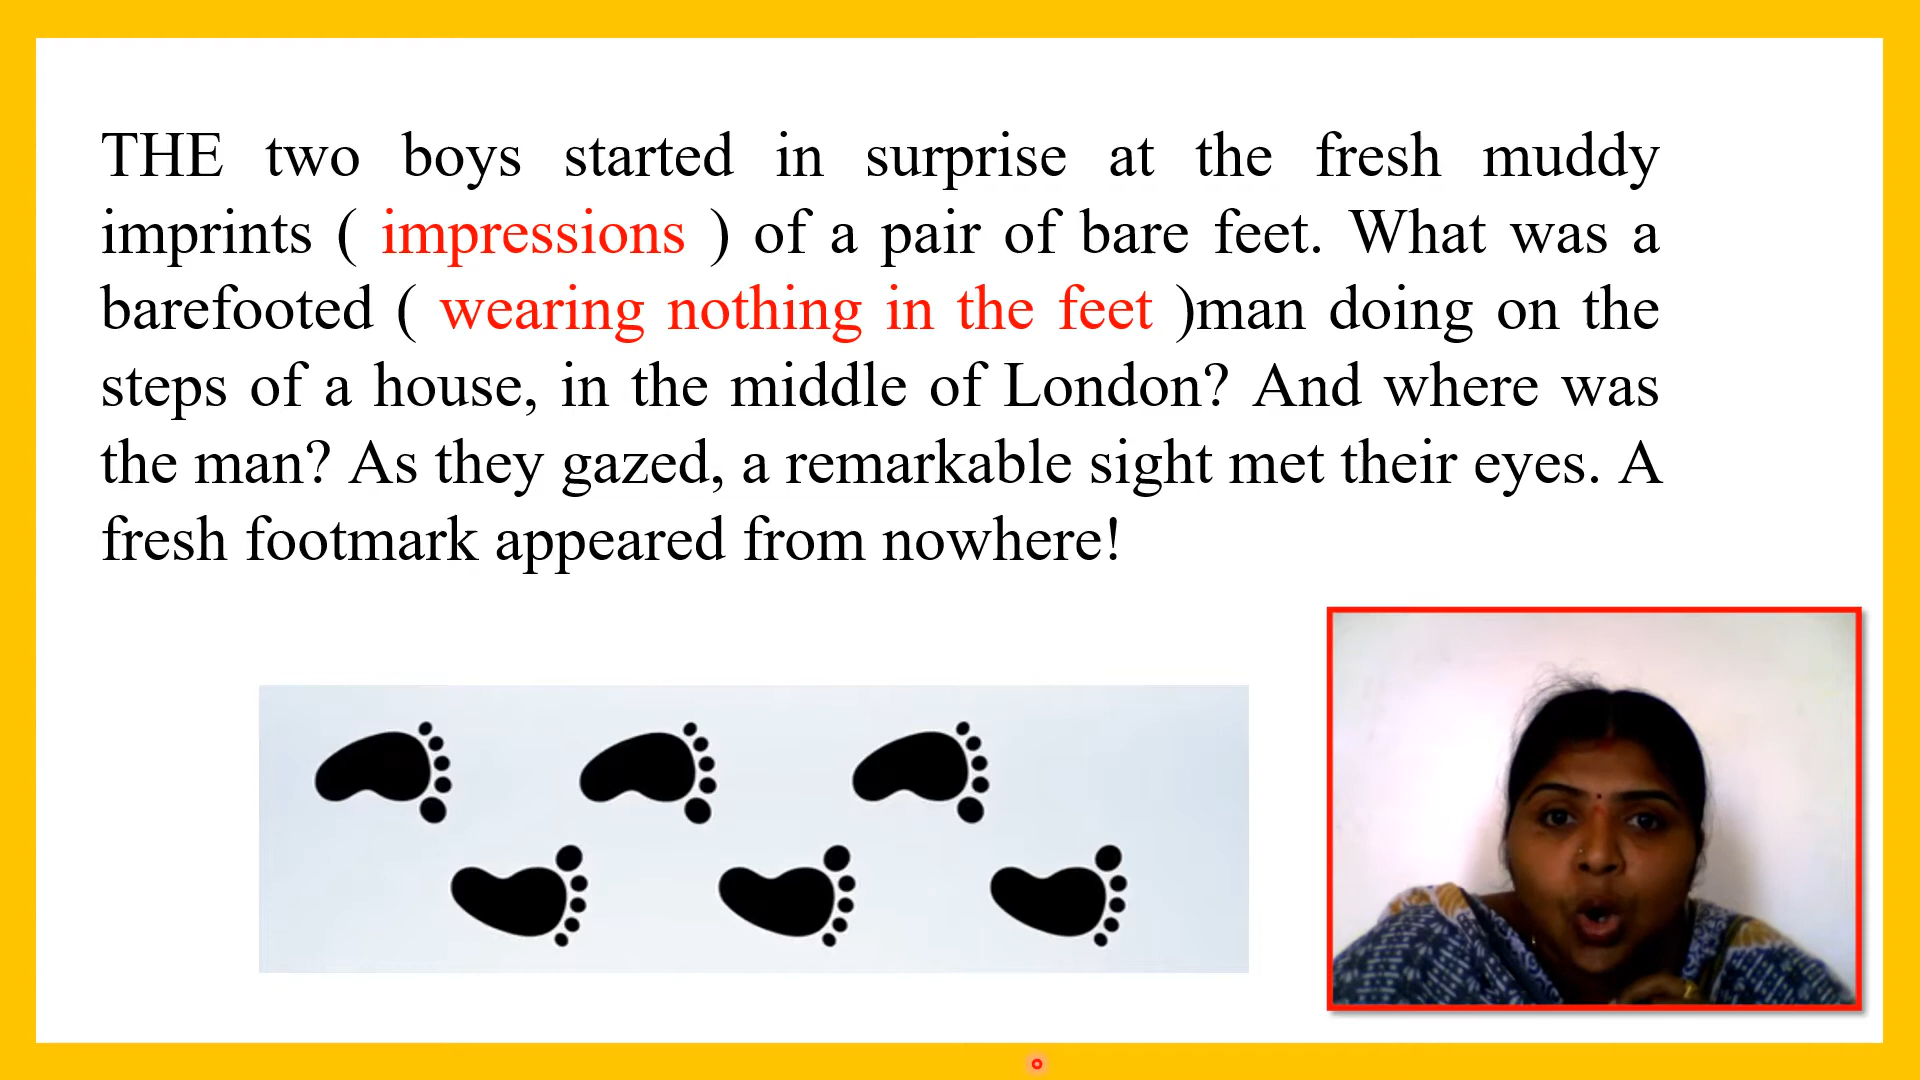 THE two boys started in surprise at the fresh muddy
imprints ( impressions ) of a pair of bare feet. What was a
barefooted ( wearing nothing in the feet )man doing on the
steps of a house, in the middle of London? And where was
the man? As they gazed, a remarkable sight met their eyes. A
fresh footmark appeared from nowhere!